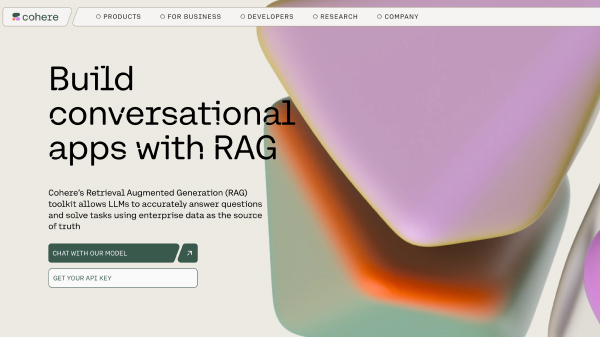 cohere
PRODUCTS
FOR BUSINESS
DEVELOPERS
RESEARCH
COMPANY
Build
conversational
apps with RAG
Cohere's Retrieval Augmented Generation (RAG)
toolkit allows LLMs to accurately answer questions
and solve tasks using enterprise data as the source
of truth
CHAT WITH OUR MODEL
GET YOUR API KEY